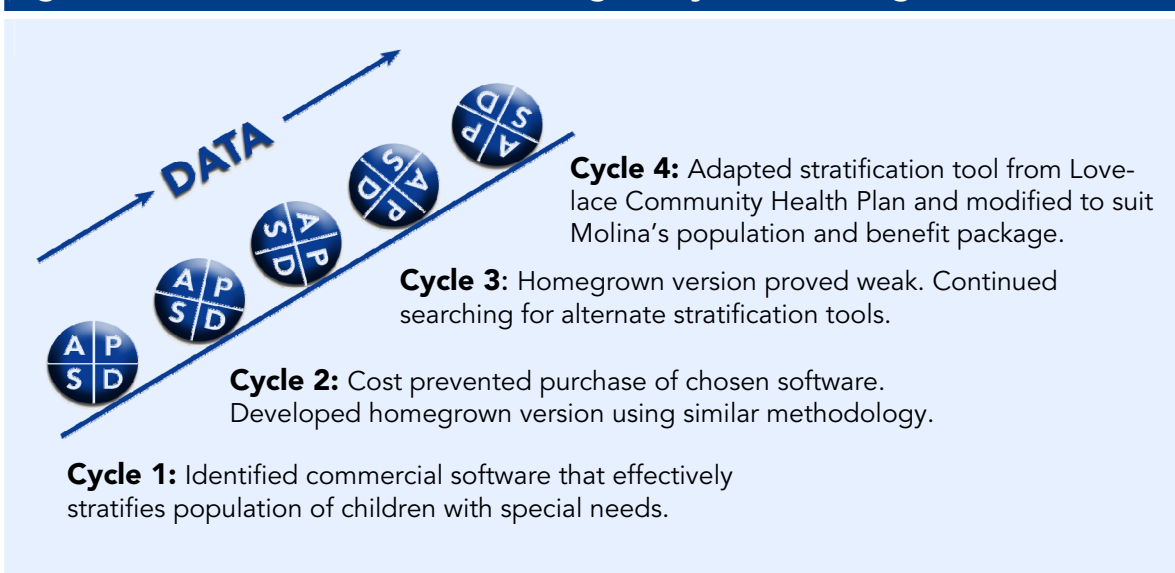 DATA
A P
S D
A P
S D
A P
S D
A P
S D
A P
S D
Cycle 4: Adapted stratification tool from Love-
lace Community Health Plan and modified to suit
Molina’s population and benefit package.
Cycle 3: Homegrown version proved weak. Continued
searching for alternate stratification tools.
Cycle 2: Cost prevented purchase of chosen software.
Developed homegrown version using similar methodology.
Cycle 1: Identified commercial software that effectively
stratifies population of children with special needs.